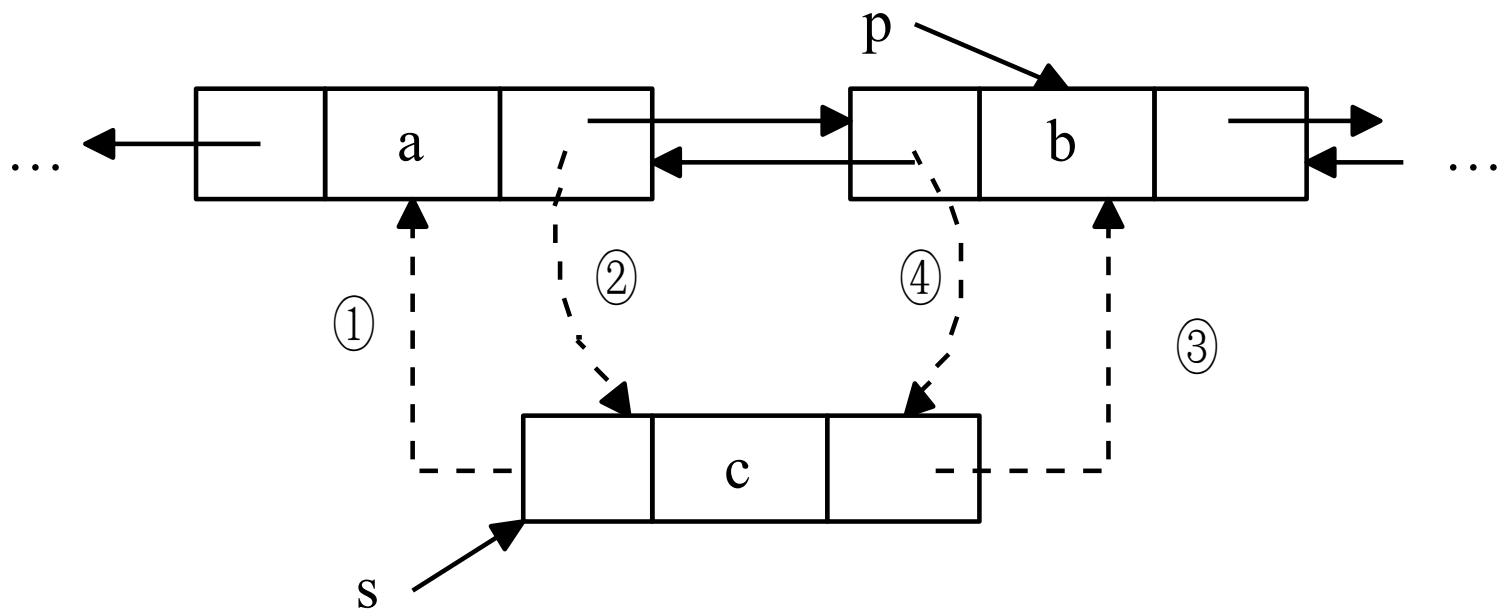 p
… a b …
② ④
① ③
c
s